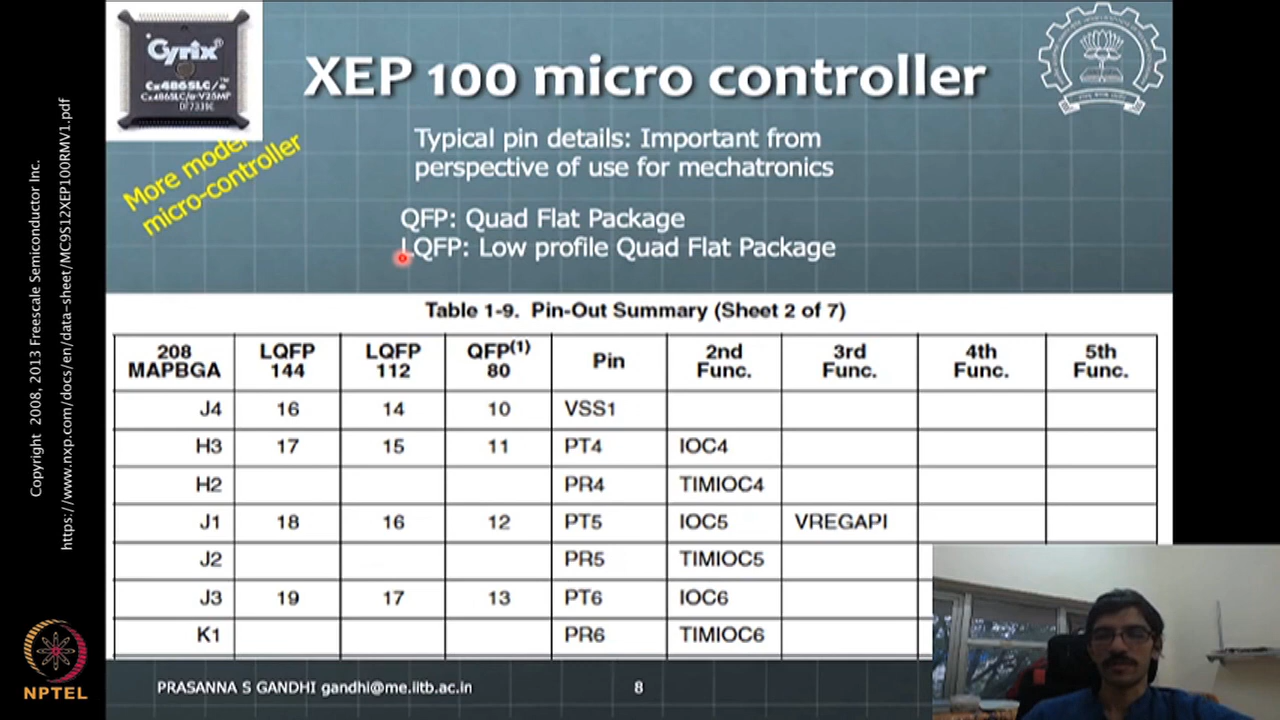 Cyrix
Cx486SLC/e™
Cx486SLC/e-V25MP
XEP 100 micro controller
More moder
micro-controller
Typical pin details: Important from
perspective of use for mechatronics
QFP: Quad Flat Package
LQFP: Low profile Quad Flat Package
Copyright 2008, 2013 Freescale Semiconductor Inc.
https://www.nxp.com/docs/en/data-sheet/MC9S12XEP100RMV1.pdf
Table 1-9. Pin-Out Summary (Sheet 2 of 7)
208 MAPBGA LQFP 144 LQFP 112 QFP(1) 80 Pin 2nd Func. 3rd Func. 4th Func. 5th Func.
J4 16 14 10 VSS1
H3 17 15 11 PT4 IOC4
H2 PR4 TIMIOC4
J1 18 16 12 PT5 IOC5 VREGAPI
J2 PR5 TIMIOC5
J3 19 17 13 PT6 IOC6
K1 PR6 TIMIOC6
NPTEL
PRASANNA S GANDHI gandhi@me.iitb.ac.in
8